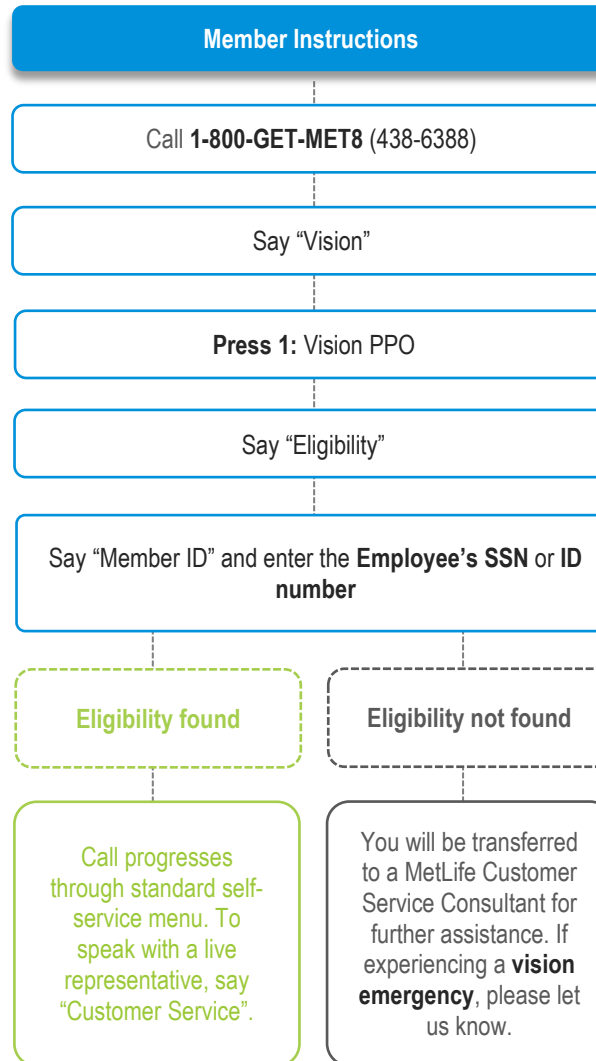 Member Instructions
Call 1-800-GET-MET8 (438-6388)
Say “Vision”
Press 1: Vision PPO
Say “Eligibility”
Say “Member ID” and enter the Employee’s SSN or ID
number
Eligibility found
Eligibility not found
Call progresses
through standard self-
service menu. To
speak with a live
representative, say
“Customer Service”.
You will be transferred
to a MetLife Customer
Service Consultant for
further assistance. If
experiencing a vision
emergency, please let
us know.